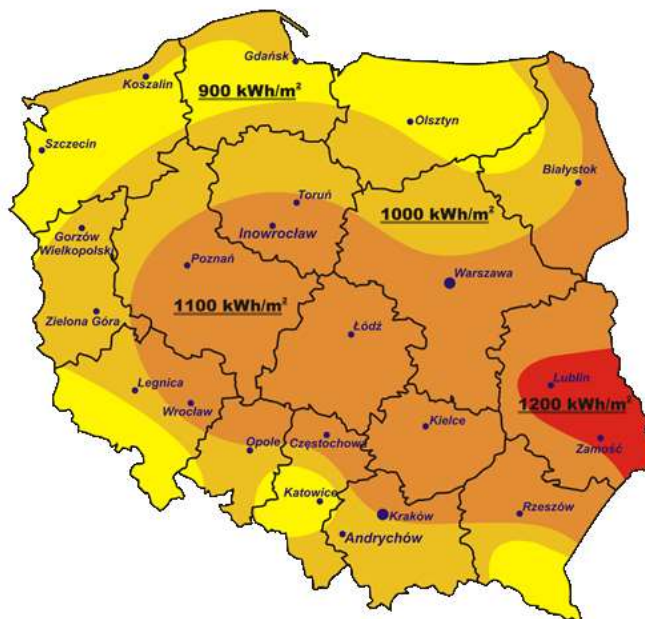 Gdańsk
Koszalin
900 kWh/m²
Olsztyn
Szczecin
Białystok
Toruń
1000 kWh/m²
Gorzów
Wielkopolski
Inowrocław
Poznań
Warszawa
1100 kWh/m²
Zielona Góra
Łódź
Legnica
Lublin
Wrocław
1200 kWh/m²
Kielce
Opole
Częstochowa
Zamość
Katowice
Kraków
Rzeszów
Andrychów